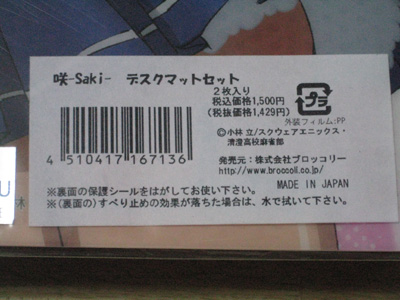 咲-Saki- デスクマットセット
2枚入り
税込価格1,500円
(税抜価格1,429円)
プラ
外装フィルム:PP
©小林 立/スクウェアエニックス・
清澄高校麻雀部
4 510417 167136
発売元:株式会社ブロッコリー
http://www.broccoli.co.jp/
MADE IN JAPAN
※裏面の保護シールをはがしてお使い下さい。
※(裏面の)すべり止めの効果が落ちた場合は、水で拭いて下さい。
U
林